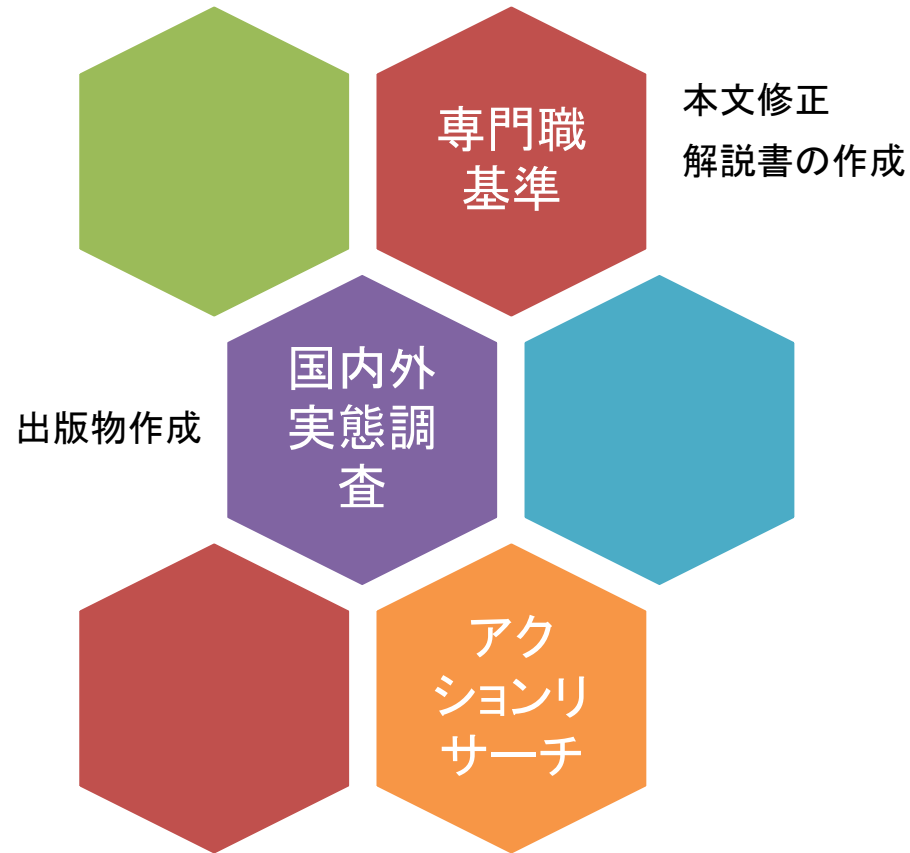 専門職
基準
本文修正
解説書の作成
国内外
実態調
査
出版物作成
アク
ションリ
サーチ